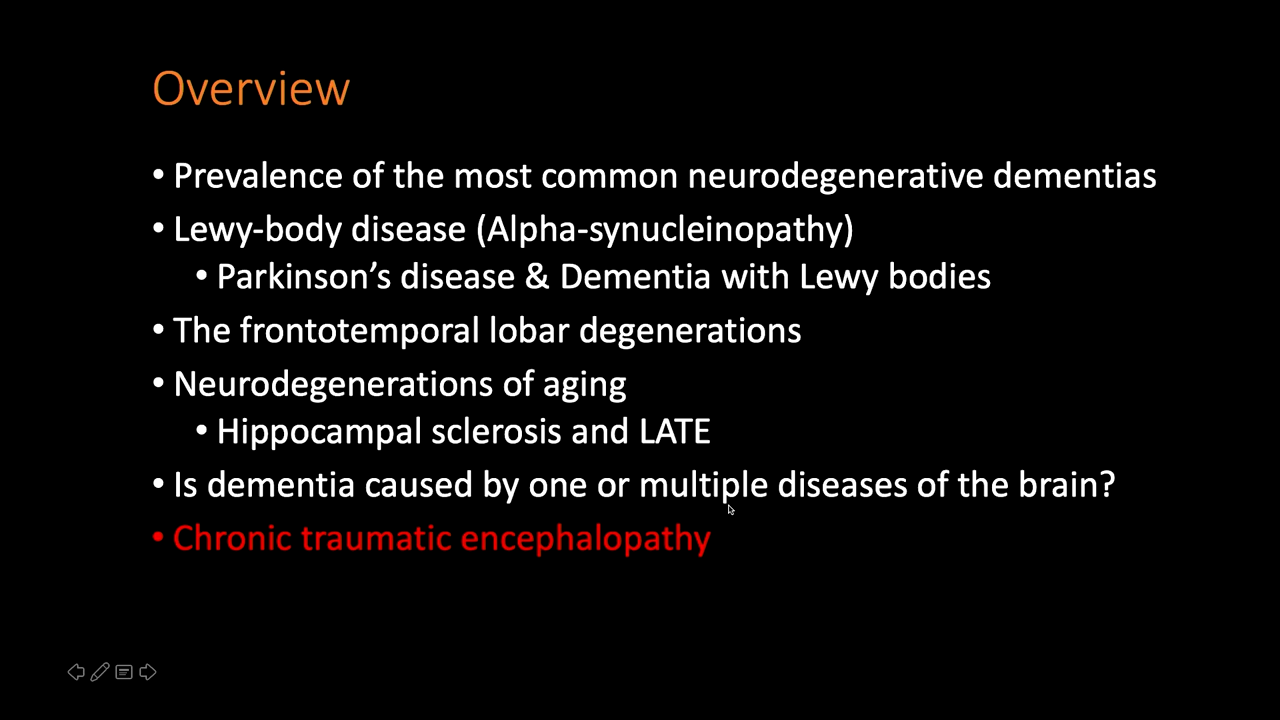 Overview
• Prevalence of the most common neurodegenerative dementias
• Lewy-body disease (Alpha-synucleinopathy)
• Parkinson’s disease & Dementia with Lewy bodies
• The frontotemporal lobar degenerations
• Neurodegenerations of aging
• Hippocampal sclerosis and LATE
• Is dementia caused by one or multiple diseases of the brain?
• Chronic traumatic encephalopathy